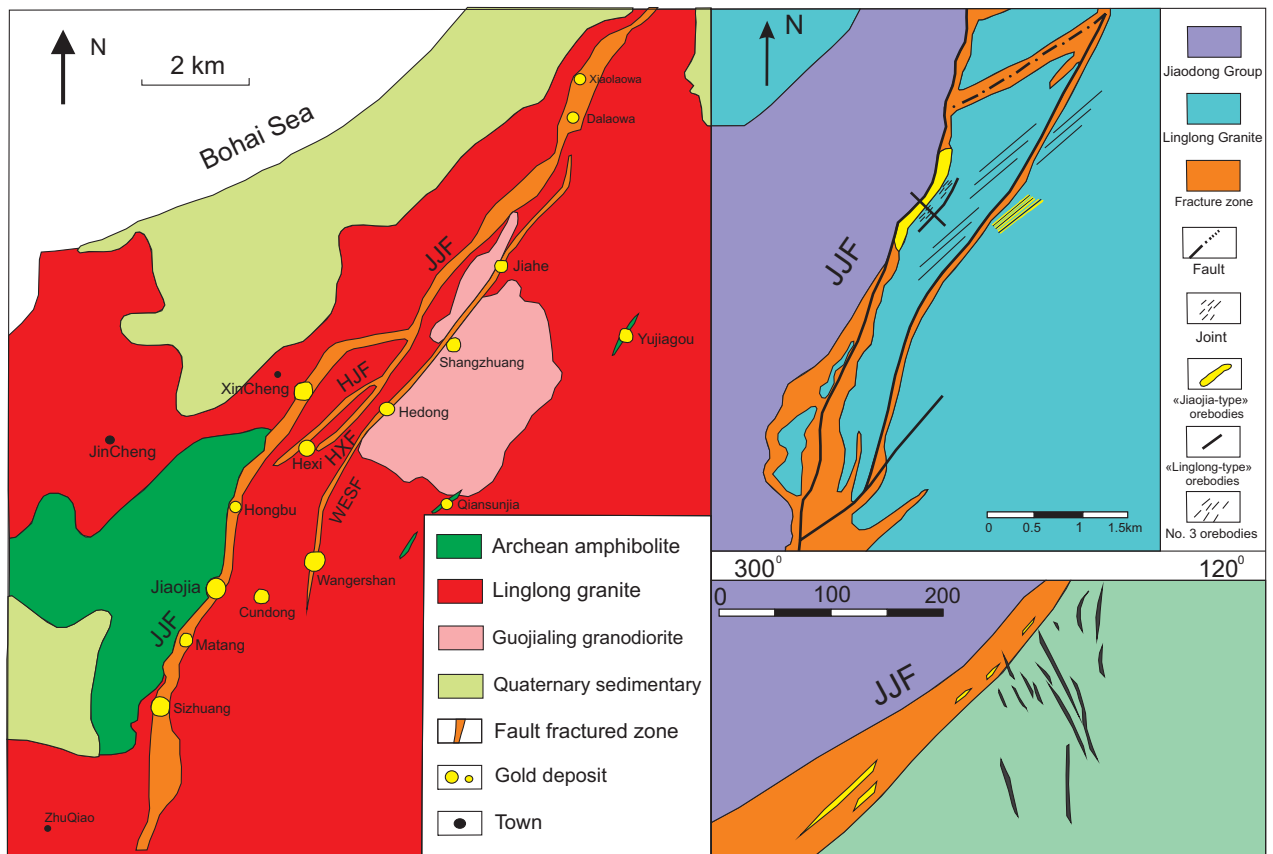 N
2 km
Bohai Sea
Xiaolaowa
Dalaowa
JJF
Jiahe
Yujiagou
Shangzhuang
XinCheng
HJF
Hedong
JinCheng
Hexi
HXF
WESF
Qiansunjia
Hongbu
Jiaojia
Wangershan
Cundong
JJF
Matang
Sizhuang
ZhuQiao
Archean amphibolite
Linglong granite
Guojialing granodiorite
Quaternary sedimentary
Fault fractured zone
Gold deposit
Town
N
JJF
0 0.5 1 1.5km
Jiaodong Group
Linglong Granite
Fracture zone
Fault
Joint
«Jiaojia-type»
orebodies
«Linglong-type»
orebodies
No. 3 orebodies
300⁰ 120⁰
0 100 200
JJF